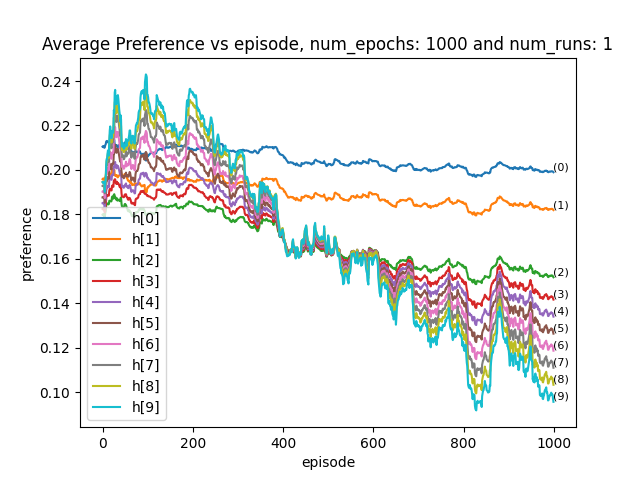 Average Preference vs episode, num_epochs: 1000 and num_runs: 1
preference
0.24
0.22
0.20
0.18
0.16
0.14
0.12
0.10
h[0]
h[1]
h[2]
h[3]
h[4]
h[5]
h[6]
h[7]
h[8]
h[9]
(0)
(1)
(2)
(3)
(4)
(5)
(6)
(7)
(8)
(9)
0 200 400 600 800 1000
episode